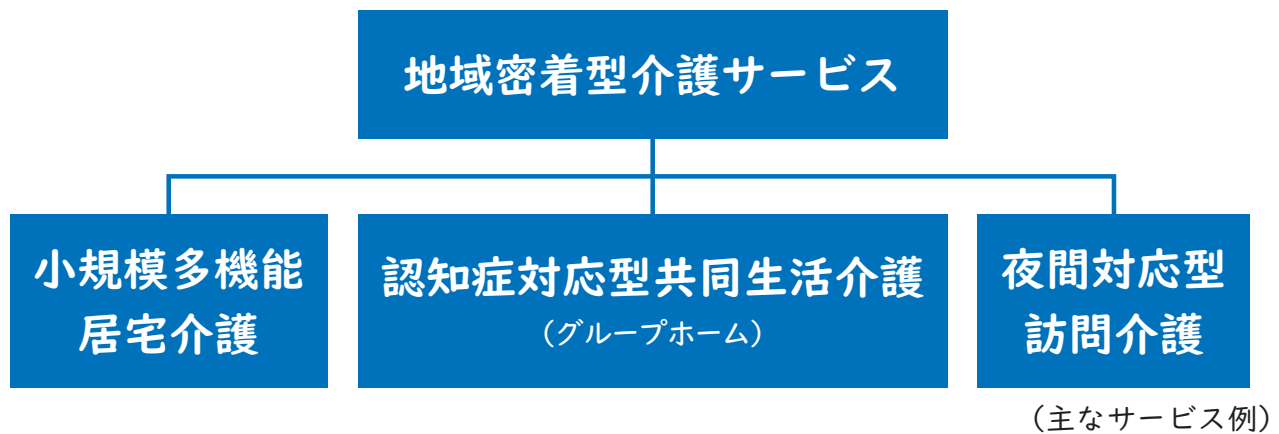 地域密着型介護サービス
小規模多機能
居宅介護
認知症対応型共同生活介護
（グループホーム）
夜間対応型
訪問介護
（主なサービス例）